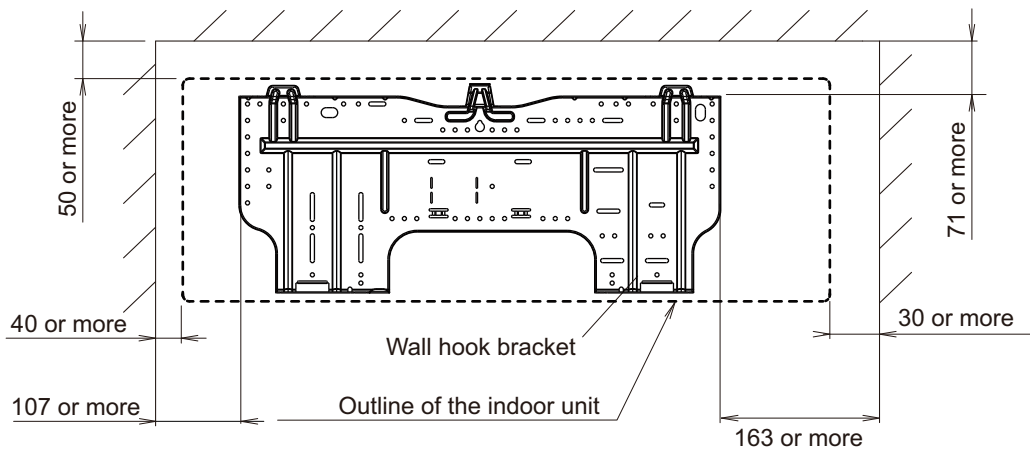 50 or more
71 or more
40 or more
30 or more
Wall hook bracket
107 or more
Outline of the indoor unit
163 or more